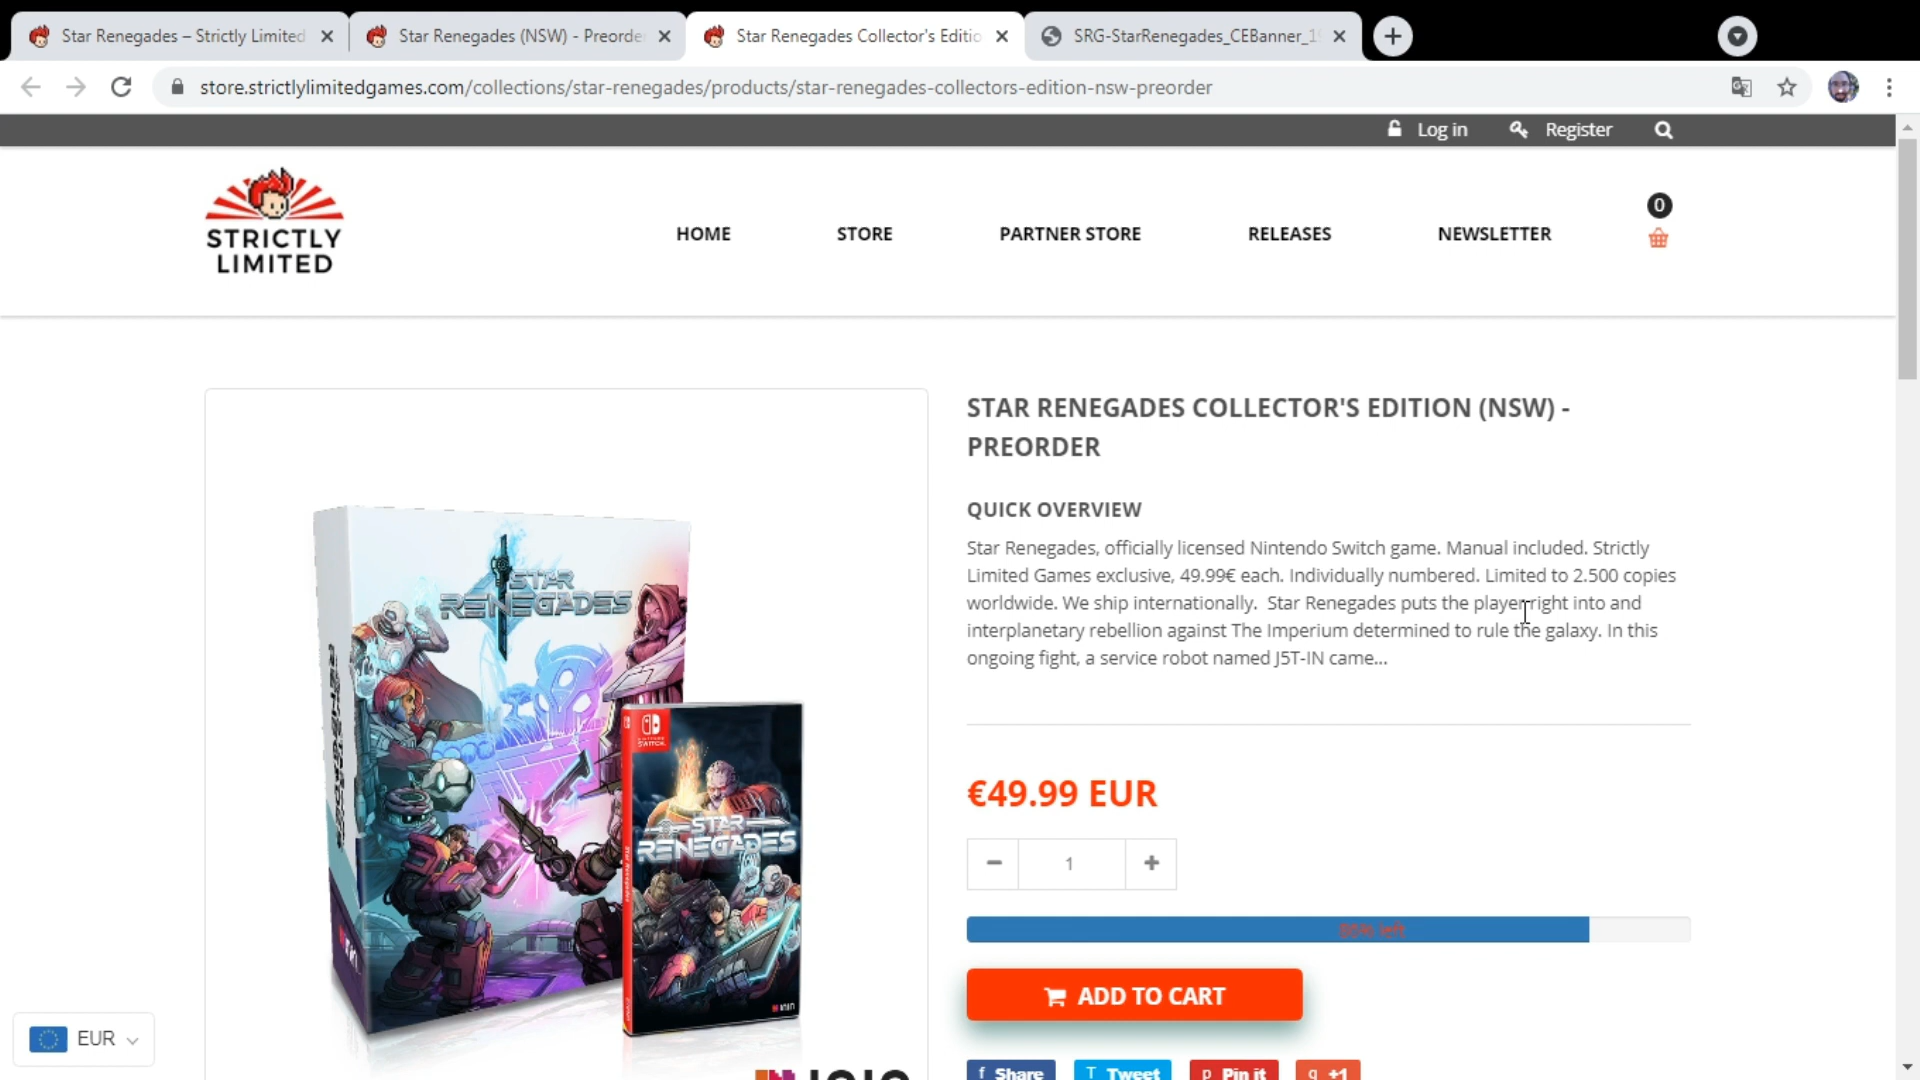 Star Renegades – Strictly Limited
Star Renegades (NSW) - Preorde
Star Renegades Collector's Editio
SRG-StarRenegades_CEBanner_1
store.strictlylimitedgames.com/collections/star-renegades/products/star-renegades-collectors-edition-nsw-preorder
Log in
Register
STRICTLY
LIMITED
HOME
STORE
PARTNER STORE
RELEASES
NEWSLETTER
0
STAR RENEGADES COLLECTOR'S EDITION (NSW) -
PREORDER
QUICK OVERVIEW
Star Renegades, officially licensed Nintendo Switch game. Manual included. Strictly
Limited Games exclusive, 49.99€ each. Individually numbered. Limited to 2.500 copies
worldwide. We ship internationally.  Star Renegades puts the player right into and
interplanetary rebellion against The Imperium determined to rule the galaxy. In this
ongoing fight, a service robot named J5T-IN came...
€49.99 EUR
1
86% left
ADD TO CART
f Share
Tweet
Pin it
+1
STAR
RENEGADES
SWITCH
STAR
RENEGADES
ININ
EUR